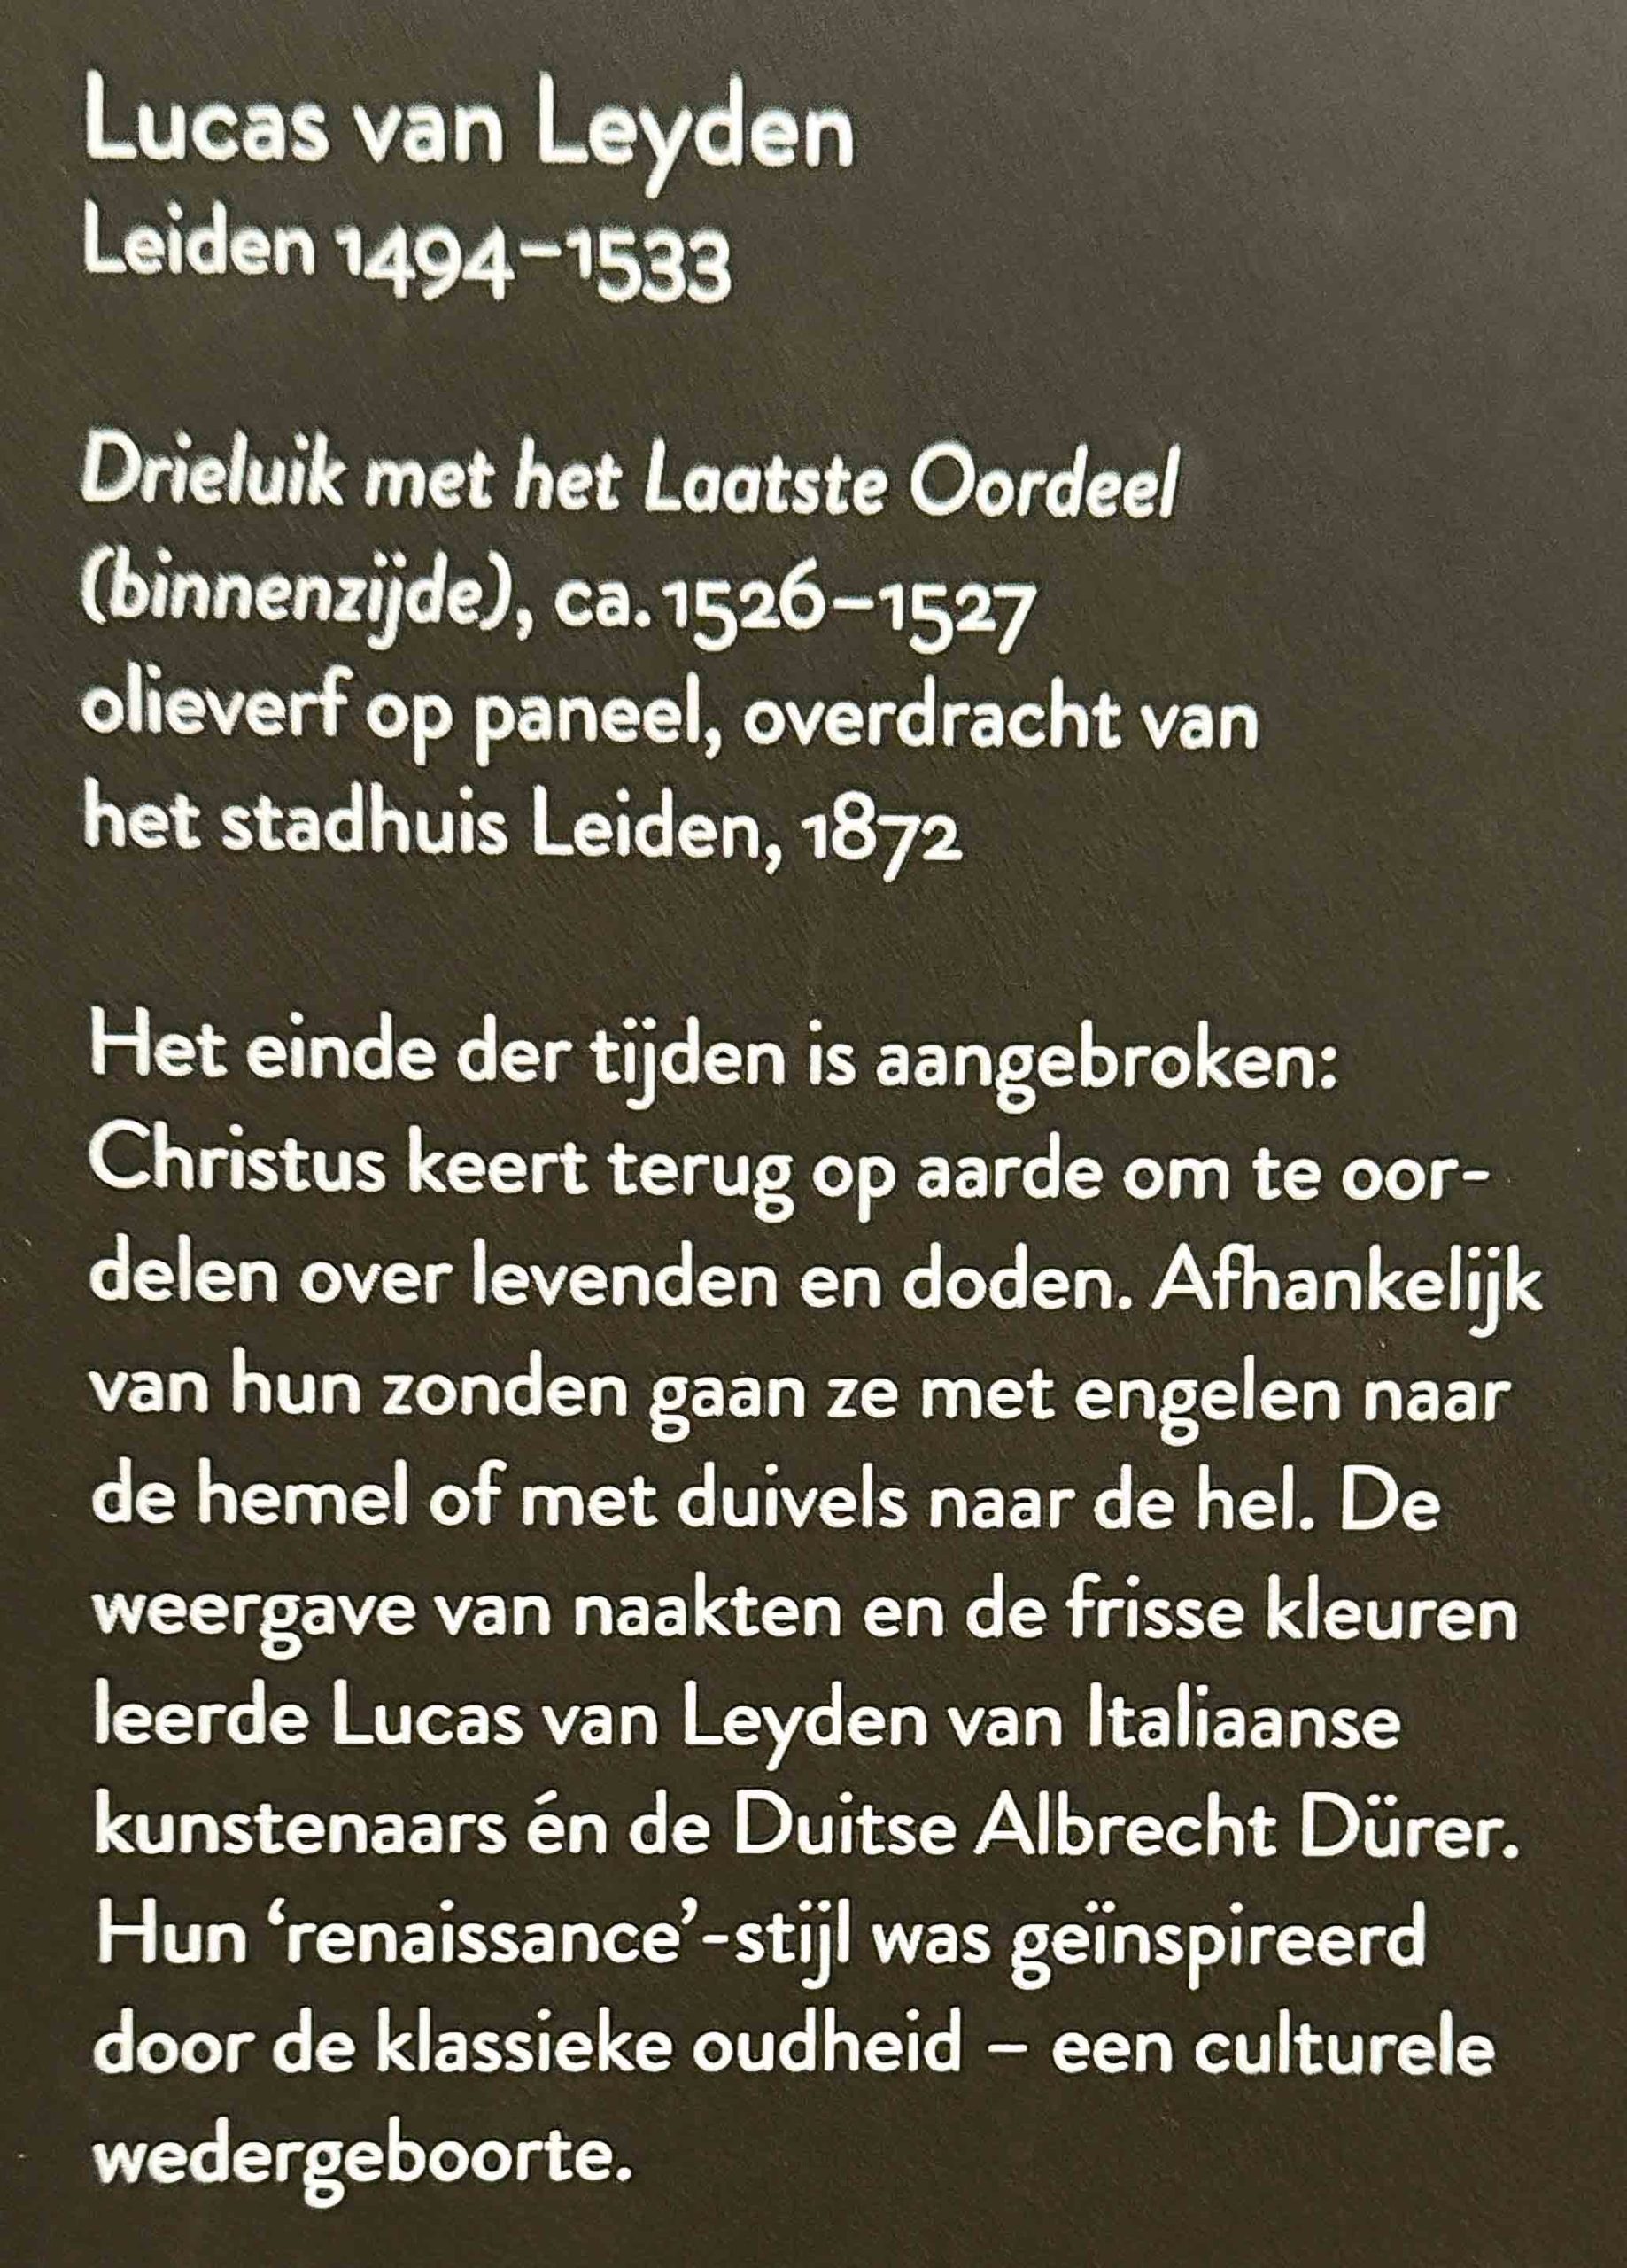 Lucas van Leyden
Leiden 1494–1533
Drieluik met het Laatste Oordeel
(binnenzijde), ca. 1526–1527
olieverf op paneel, overdracht van
het stadhuis Leiden, 1872
Het einde der tijden is aangebroken:
Christus keert terug op aarde om te oor-
delen over levenden en doden. Afhankelijk
van hun zonden gaan ze met engelen naar
de hemel of met duivels naar de hel. De
weergave van naakten en de frisse kleuren
leerde Lucas van Leyden van Italiaanse
kunstenaars én de Duitse Albrecht Dürer.
Hun ‘renaissance’-stijl was geïnspireerd
door de klassieke oudheid – een culturele
wedergeboorte.